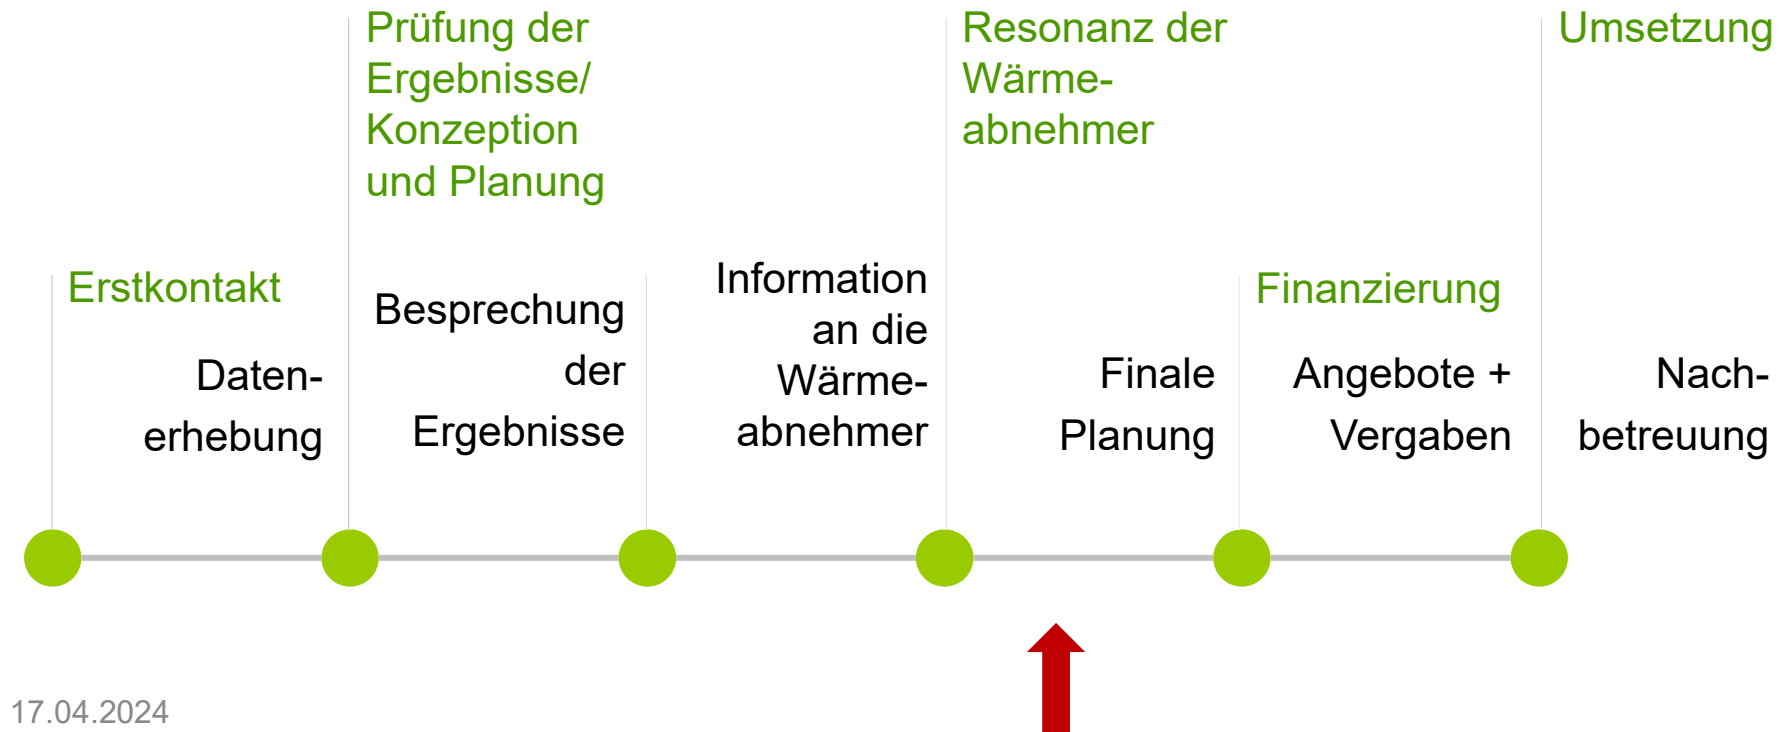 Prüfung der
Ergebnisse/
Konzeption
und Planung
Resonanz der
Wärme-
abnehmer
Umsetzung
Erstkontakt
Daten-
erhebung
Besprechung
der
Ergebnisse
Information
an die
Wärme-
abnehmer
Finale
Planung
Finanzierung
Angebote +
Vergaben
Nach-
betreuung
17.04.2024